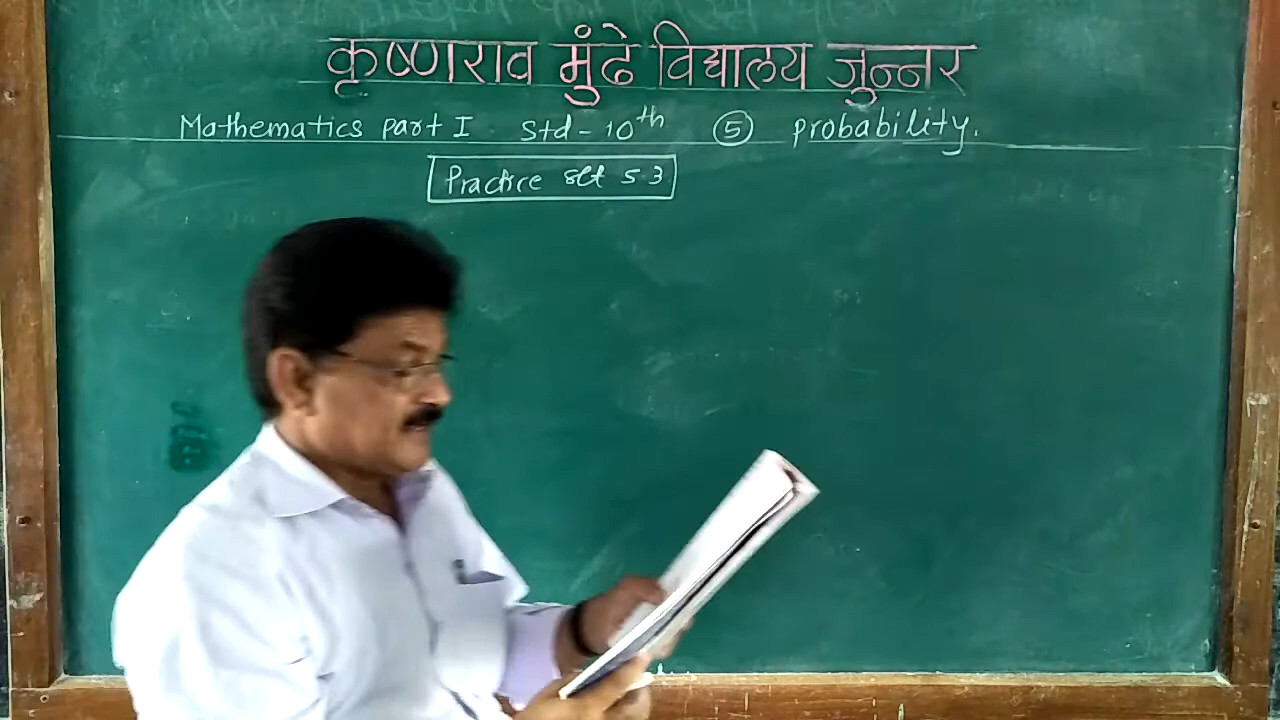 कृष्णराव मुंढे विद्यालय जुन्नर
Mathematics part I Std - 10th ⑤ probability.
Practice set 5.3